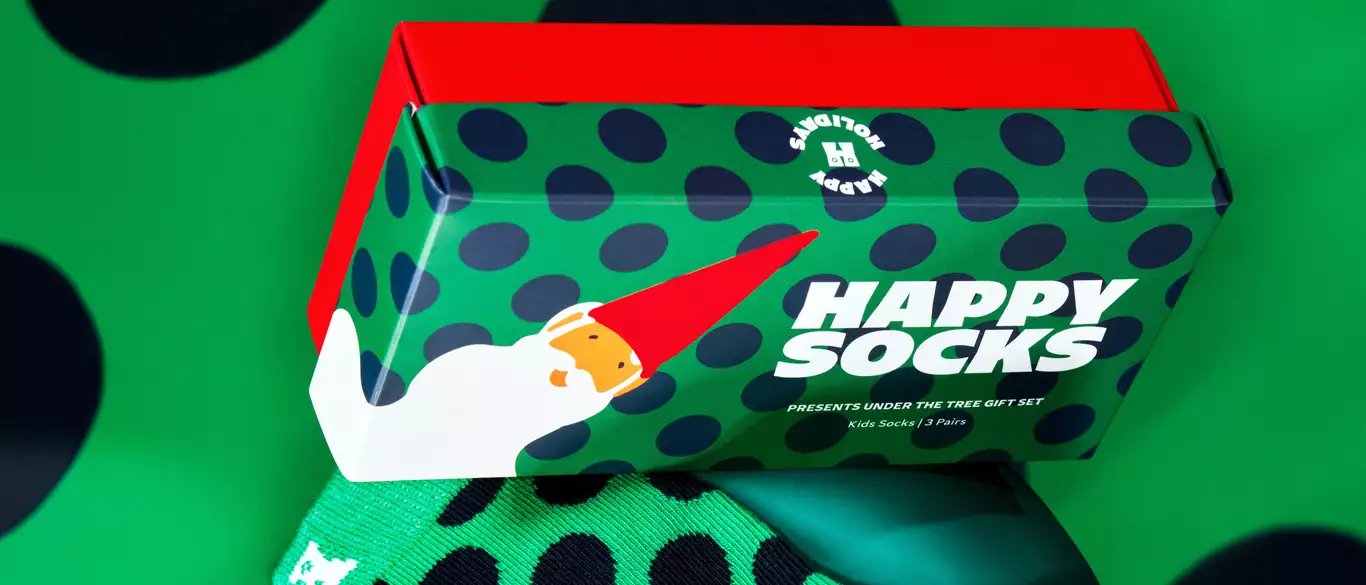 HAPPY HOLIDAYS
H
HAPPY
SOCKS
PRESENTS UNDER THE TREE GIFT SET
Kids Socks | 3 Pairs